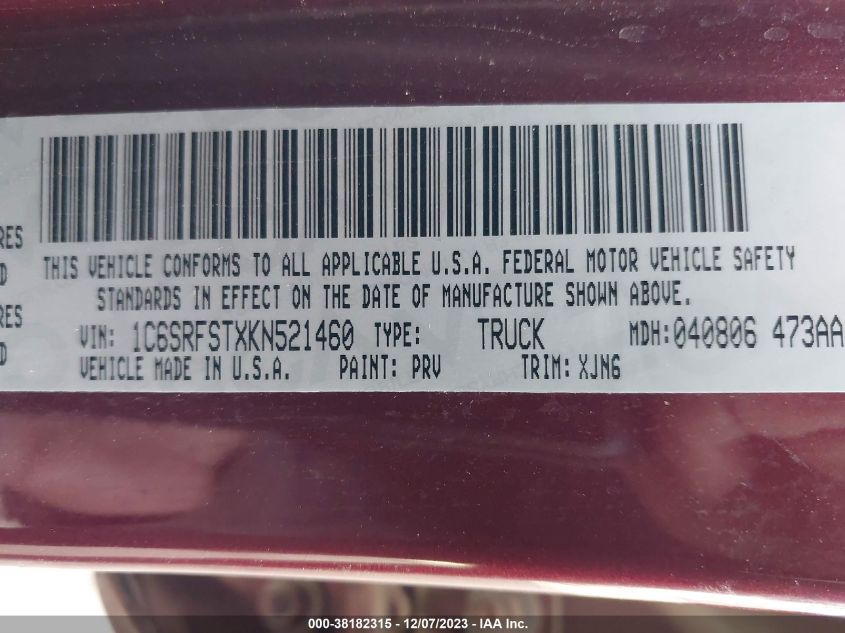 RES
THIS VEHICLE CONFORMS TO ALL APPLICABLE U.S.A. FEDERAL MOTOR VEHICLE SAFETY
D
STANDARDS IN EFFECT ON THE DATE OF MANUFACTURE SHOWN ABOVE.
RES
VIN: 1C6SRFSTXKN521460 TYPE: TRUCK MDH:040806 473AA
D
VEHICLE MADE IN U.S.A. PAINT: PRV TRIM: XJN6
000-38182315 - 12/07/2023 - IAA Inc.